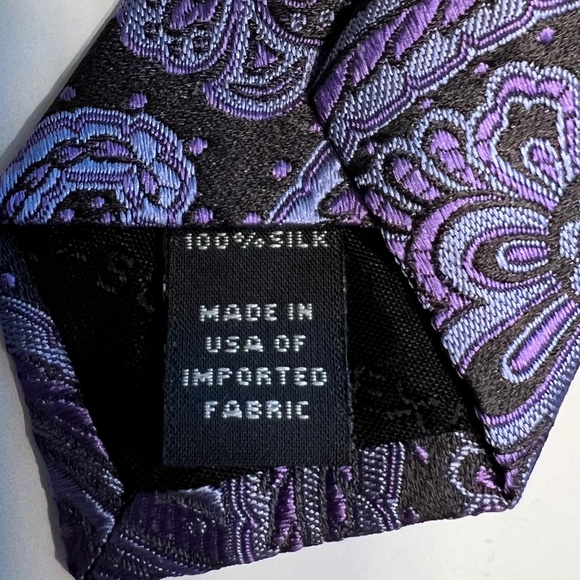 100% SILK
MADE IN
USA OF
IMPORTED
FABRIC